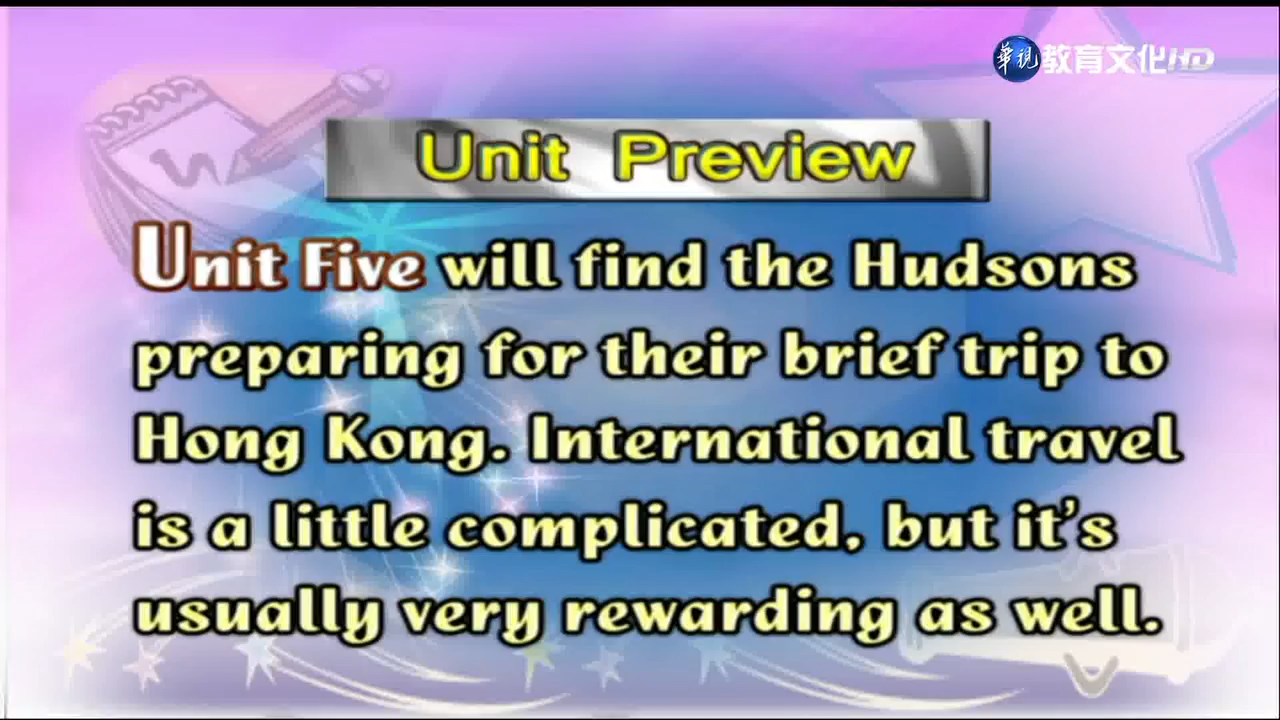 華視 教育文化HD
Unit Preview
Unit Five will find the Hudsons
preparing for their brief trip to
Hong Kong. International travel
is a little complicated, but it's
usually very rewarding as well.